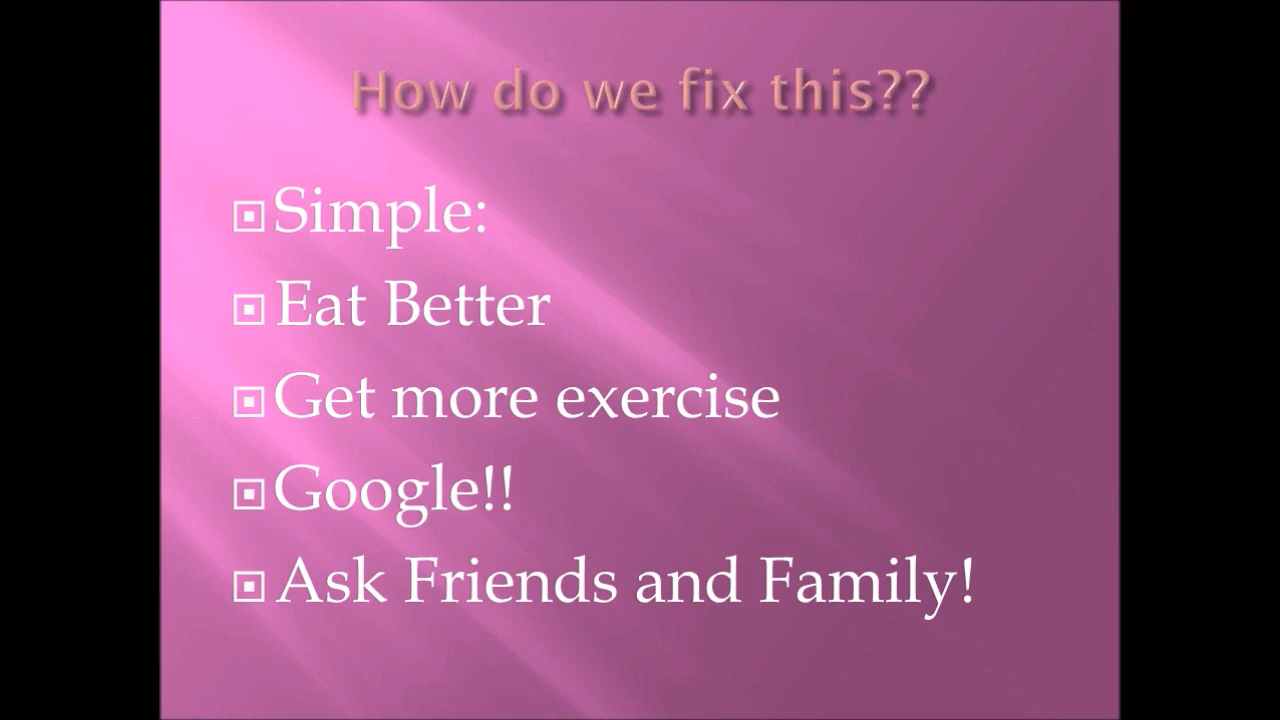 How do we fix this??
Simple:
Eat Better
Get more exercise
Google!!
Ask Friends and Family!